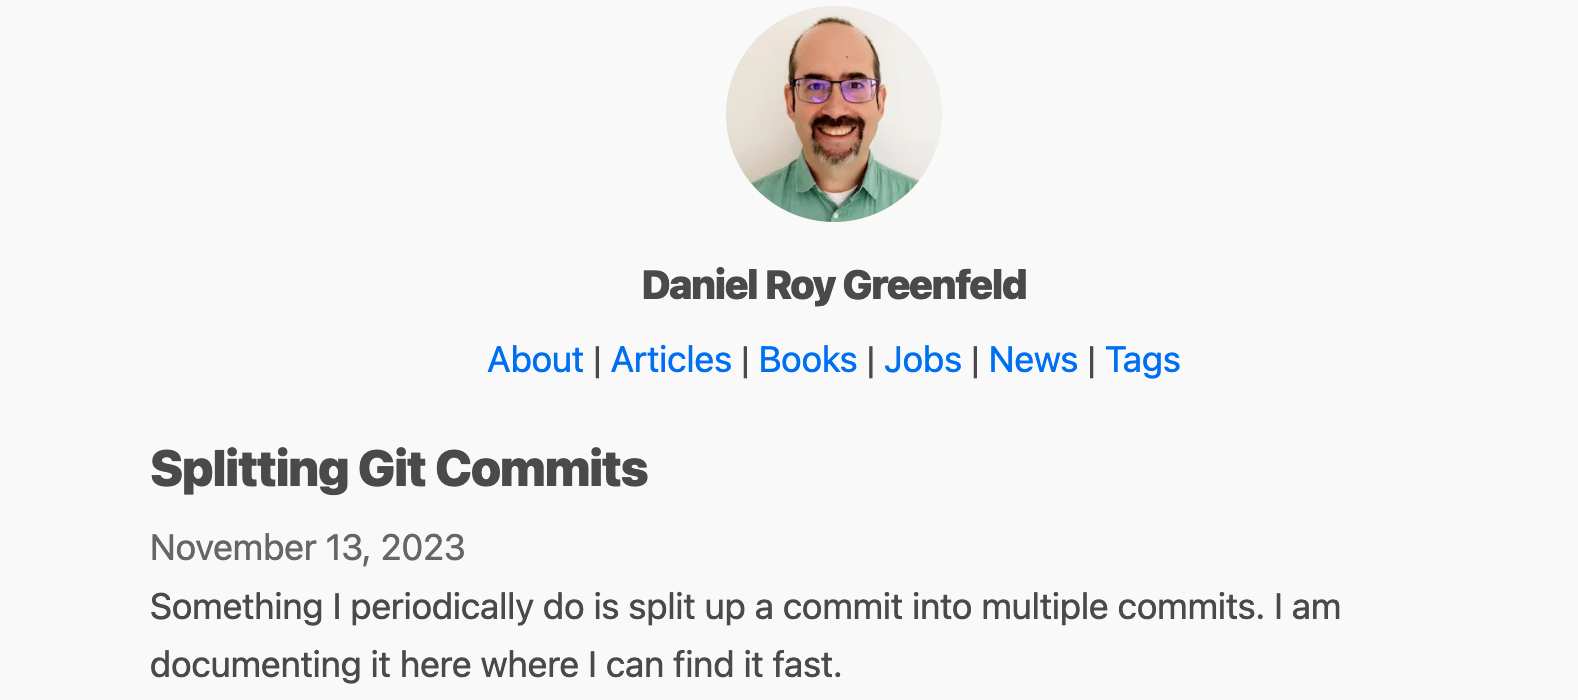 Daniel Roy Greenfeld
About | Articles | Books | Jobs | News | Tags
Splitting Git Commits
November 13, 2023
Something I periodically do is split up a commit into multiple commits. I am
documenting it here where I can find it fast.